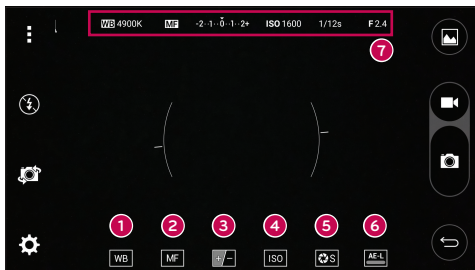 WB 4900K MF -2··1··0··1··2+ ISO 1600 1/12s F 2.4
7
1 2 3 4 5 6
WB MF +/- ISO S AE-L